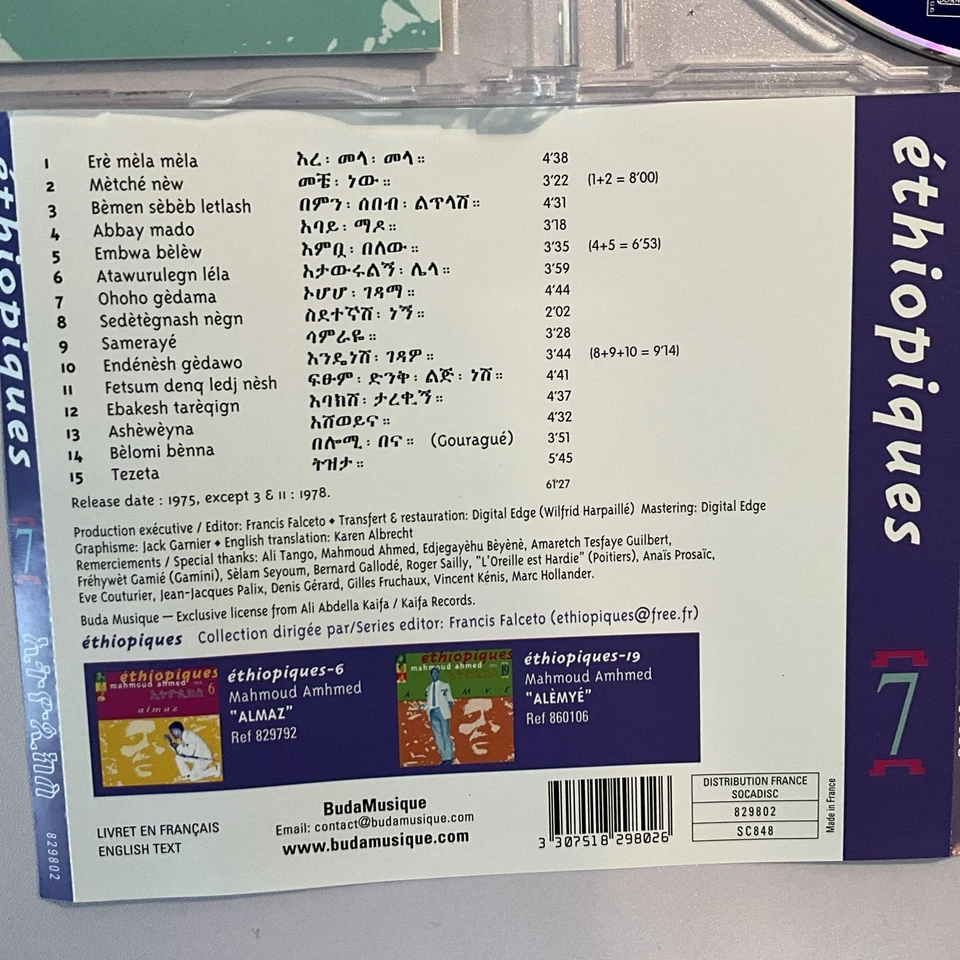 1 Erè mèla mèla እረ፡ መላ፡ መላ። 4'38
2 Mètché nèw መቼ፡ ነው። 3'22 (1+2 = 8'00)
3 Bèmen sèbèb letlash በምን፡ ሰበብ፡ ልጥላሽ። 4'31
4 Abbay mado አባይ፡ ማዶ። 3'18
5 Embwa bèlèw እምቧ፡ በለው። 3'35 (4+5 = 6'53)
6 Atawurulegn léla አታውሩልኝ፡ ሌላ። 3'59
7 Ohoho gèdama ኦሆሆ፡ ገዳማ። 4'44
8 Sedètègnash nègn ስደተኛሽ፡ ነኝ። 2'02
9 Samerayé ሳምራዬ። 3'28
10 Endénèsh gèdawo እንዴነሽ፡ ገዳዎ። 3'44 (8+9+10 = 9'14)
11 Fetsum denq ledj nèsh ፍፁም፡ ድንቅ፡ ልጅ፡ ነሽ። 4'41
12 Ebakesh tarèqign እባክሽ፡ ታረቂኝ። 4'37
13 Ashèwèyna አሸወይና። 4'32
14 Bèlomi bènna በሎሚ፡ በና። (Gouragué) 3'51
15 Tezeta ትዝታ። 5'45
61'27
Release date : 1975, except 3 & 11 : 1978.
Production exécutive / Editor: Francis Falceto ◆ Transfert & restauration: Digital Edge (Wilfrid Harpaillé) Mastering: Digital Edge
Graphisme: Jack Garnier ◆ English translation: Karen Albrecht
Remerciements / Special thanks: Ali Tango, Mahmoud Ahmed, Edjegayèhu Bèyènè, Amaretch Tesfaye Guilbert,
Fréhywèt Gamié (Gamini), Sèlam Seyoum, Bernard Gallodé, Roger Sailly, "L'Oreille est Hardie" (Poitiers), Anaïs Prosaïc,
Eve Couturier, Jean-Jacques Palix, Denis Gérard, Gilles Fruchaux, Vincent Kénis, Marc Hollander.
Buda Musique — Exclusive license from Ali Abdella Kaifa / Kaifa Records.
éthiopiques Collection dirigée par/Series editor: Francis Falceto (ethiopiques@free.fr)
éthiopiques
mahmoud ahmed
6
almaz
éthiopiques-6
Mahmoud Amhmed
"ALMAZ"
Ref 829792
éthiopiques
mahmoud ahmed
19
éthiopiques-19
Mahmoud Amhmed
"ALÈMYÉ"
Ref 860106
LIVRET EN FRANÇAIS
ENGLISH TEXT
BudaMusique
Email: contact@budamusique.com
www.budamusique.com
3 307518 298026
DISTRIBUTION FRANCE
SOCADISC
829802
SC848
Made in France
éthiopiques
[7]
éthiopiques
[7]
829802